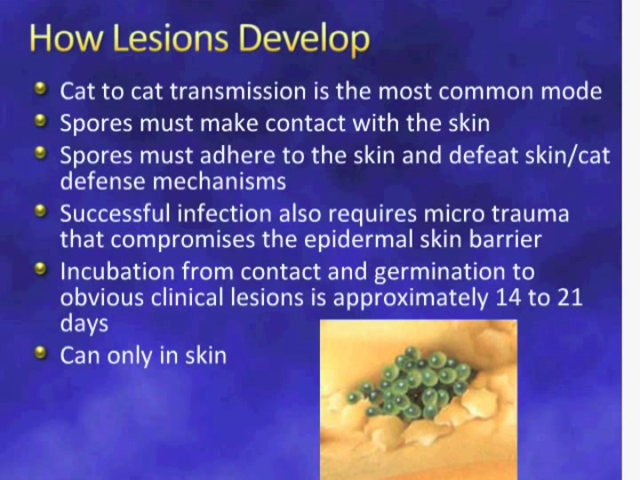 How Lesions Develop
Cat to cat transmission is the most common mode
Spores must make contact with the skin
Spores must adhere to the skin and defeat skin/cat
defense mechanisms
Successful infection also requires micro trauma
that compromises the epidermal skin barrier
Incubation from contact and germination to
obvious clinical lesions is approximately 14 to 21
days
Can only in skin